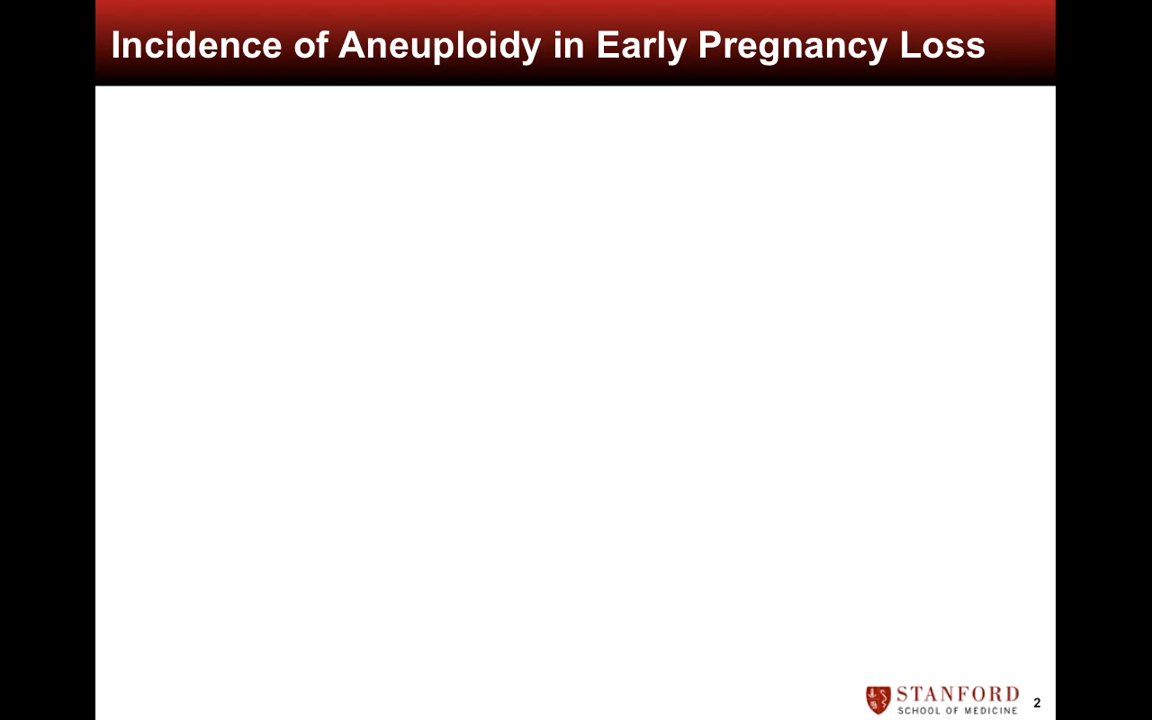 Incidence of Aneuploidy in Early Pregnancy Loss
STANFORD
SCHOOL OF MEDICINE
2